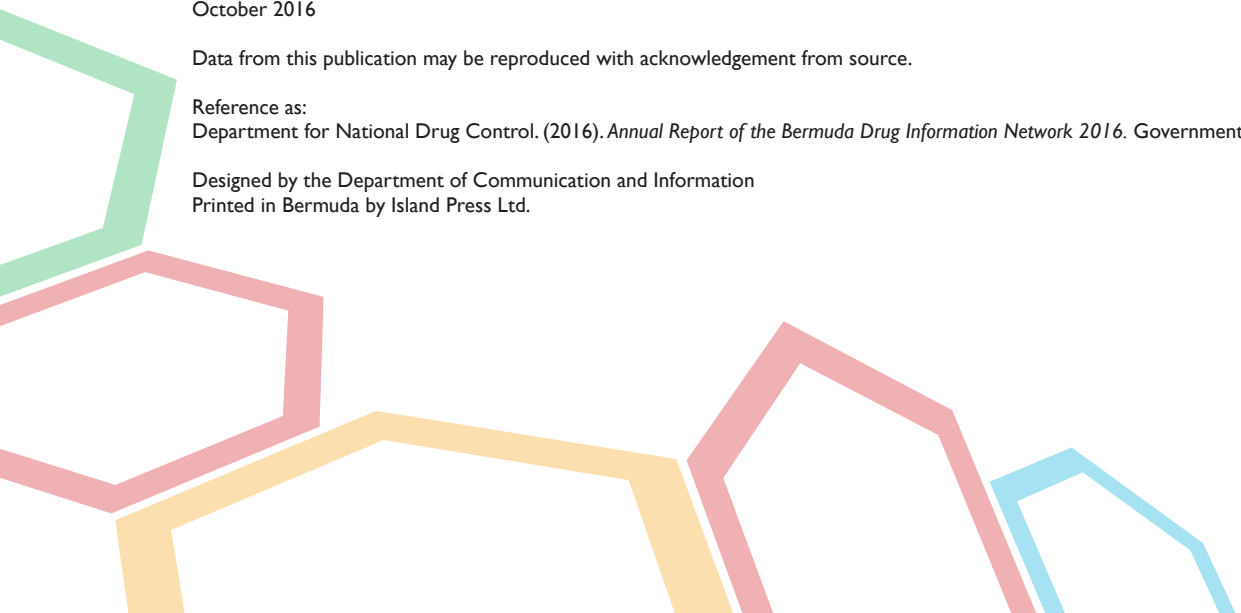 October 2016
Data from this publication may be reproduced with acknowledgement from source.
Reference as:
Department for National Drug Control. (2016). Annual Report of the Bermuda Drug Information Network 2016. Government
Designed by the Department of Communication and Information
Printed in Bermuda by Island Press Ltd.